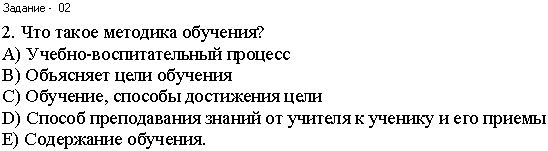 Задание - 02
2. Что такое методика обучения?
A) Учебно-воспитательный процесс
B) Обьясняет цели обучения
C) Обучение, способы достижения цели
D) Способ преподавания знаний от учителя к ученику и его приемы
E) Содержание обучения.